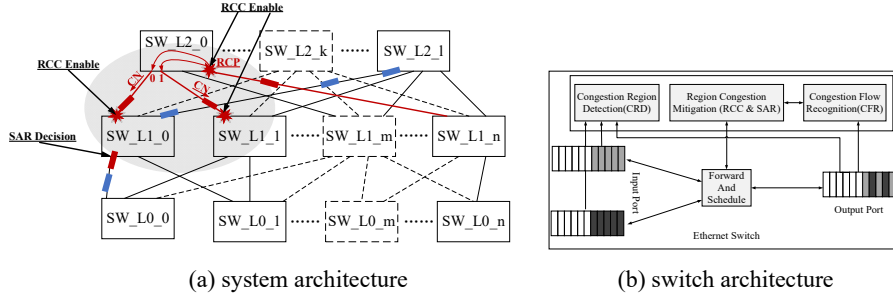 RCC Enable
SW_L2_0
SW_L2_k
SW_L2_l
RCC Enable
RCP
CN
0 1
CN
SAR Decision
SW_L1_0
SW_L1_1
SW_L1_m
SW_L1_n
SW_L0_0
SW_L0_1
SW_L0_m
SW_L0_n
(a) system architecture
Congestion Region
Detection(CRD)
Region Congestion
Mitigation (RCC & SAR)
Congestion Flow
Recognition(CFR)
Input Port
Forward
And
Schedule
Output Port
Ethernet Switch
(b) switch architecture